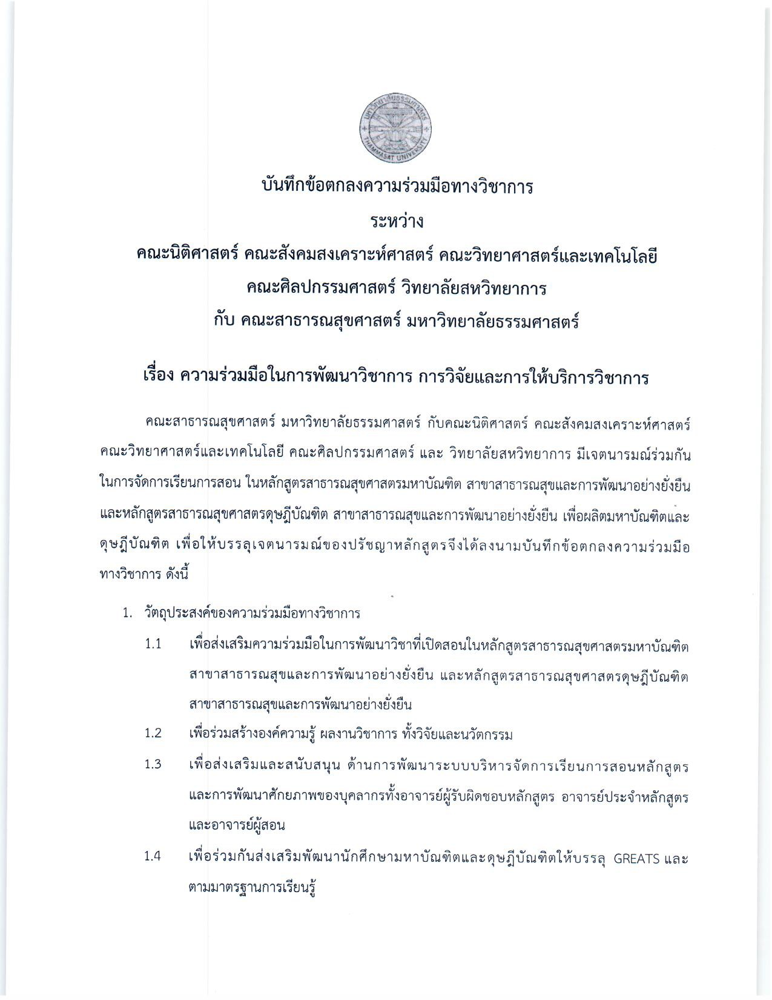 มหาวิทยาลัยธรรมศาสตร์
THAMMASAT UNIVERSITY
บันทึกข้อตกลงความร่วมมือทางวิชาการ
ระหว่าง
คณะนิติศาสตร์ คณะสังคมสงเคราะห์ศาสตร์ คณะวิทยาศาสตร์และเทคโนโลยี
คณะศิลปกรรมศาสตร์ วิทยาลัยสหวิทยาการ
กับ คณะสาธารณสุขศาสตร์ มหาวิทยาลัยธรรมศาสตร์
เรื่อง ความร่วมมือในการพัฒนาวิชาการ การวิจัยและการให้บริการวิชาการ
คณะสาธารณสุขศาสตร์ มหาวิทยาลัยธรรมศาสตร์ กับคณะนิติศาสตร์ คณะสังคมสงเคราะห์ศาสตร์
คณะวิทยาศาสตร์และเทคโนโลยี คณะศิลปกรรมศาสตร์ และ วิทยาลัยสหวิทยาการ มีเจตนารมณ์ร่วมกัน
ในการจัดการเรียนการสอน ในหลักสูตรสาธารณสุขศาสตรมหาบัณฑิต สาขาสาธารณสุขและการพัฒนาอย่างยั่งยืน
และหลักสูตรสาธารณสุขศาสตรดุษฎีบัณฑิต สาขาสาธารณสุขและการพัฒนาอย่างยั่งยืน เพื่อผลิตมหาบัณฑิตและ
ดุษฎีบัณฑิต เพื่อให้บรรลุเจตนารมณ์ของปรัชญาหลักสูตรจึงได้ลงนามบันทึกข้อตกลงความร่วมมือ
ทางวิชาการ ดังนี้
1. วัตถุประสงค์ของความร่วมมือทางวิชาการ
1.1 เพื่อส่งเสริมความร่วมมือในการพัฒนาวิชาที่เปิดสอนในหลักสูตรสาธารณสุขศาสตรมหาบัณฑิต
สาขาสาธารณสุขและการพัฒนาอย่างยั่งยืน และหลักสูตรสาธารณสุขศาสตรดุษฎีบัณฑิต
สาขาสาธารณสุขและการพัฒนาอย่างยั่งยืน
1.2 เพื่อร่วมสร้างองค์ความรู้ ผลงานวิชาการ ทั้งวิจัยและนวัตกรรม
1.3 เพื่อส่งเสริมและสนับสนุน ด้านการพัฒนาระบบบริหารจัดการเรียนการสอนหลักสูตร
และการพัฒนาศักยภาพของบุคลากรทั้งอาจารย์ผู้รับผิดชอบหลักสูตร อาจารย์ประจำหลักสูตร
และอาจารย์ผู้สอน
1.4 เพื่อร่วมกันส่งเสริมพัฒนานักศึกษามหาบัณฑิตและดุษฎีบัณฑิตให้บรรลุ GREATS และ
ตามมาตรฐานการเรียนรู้